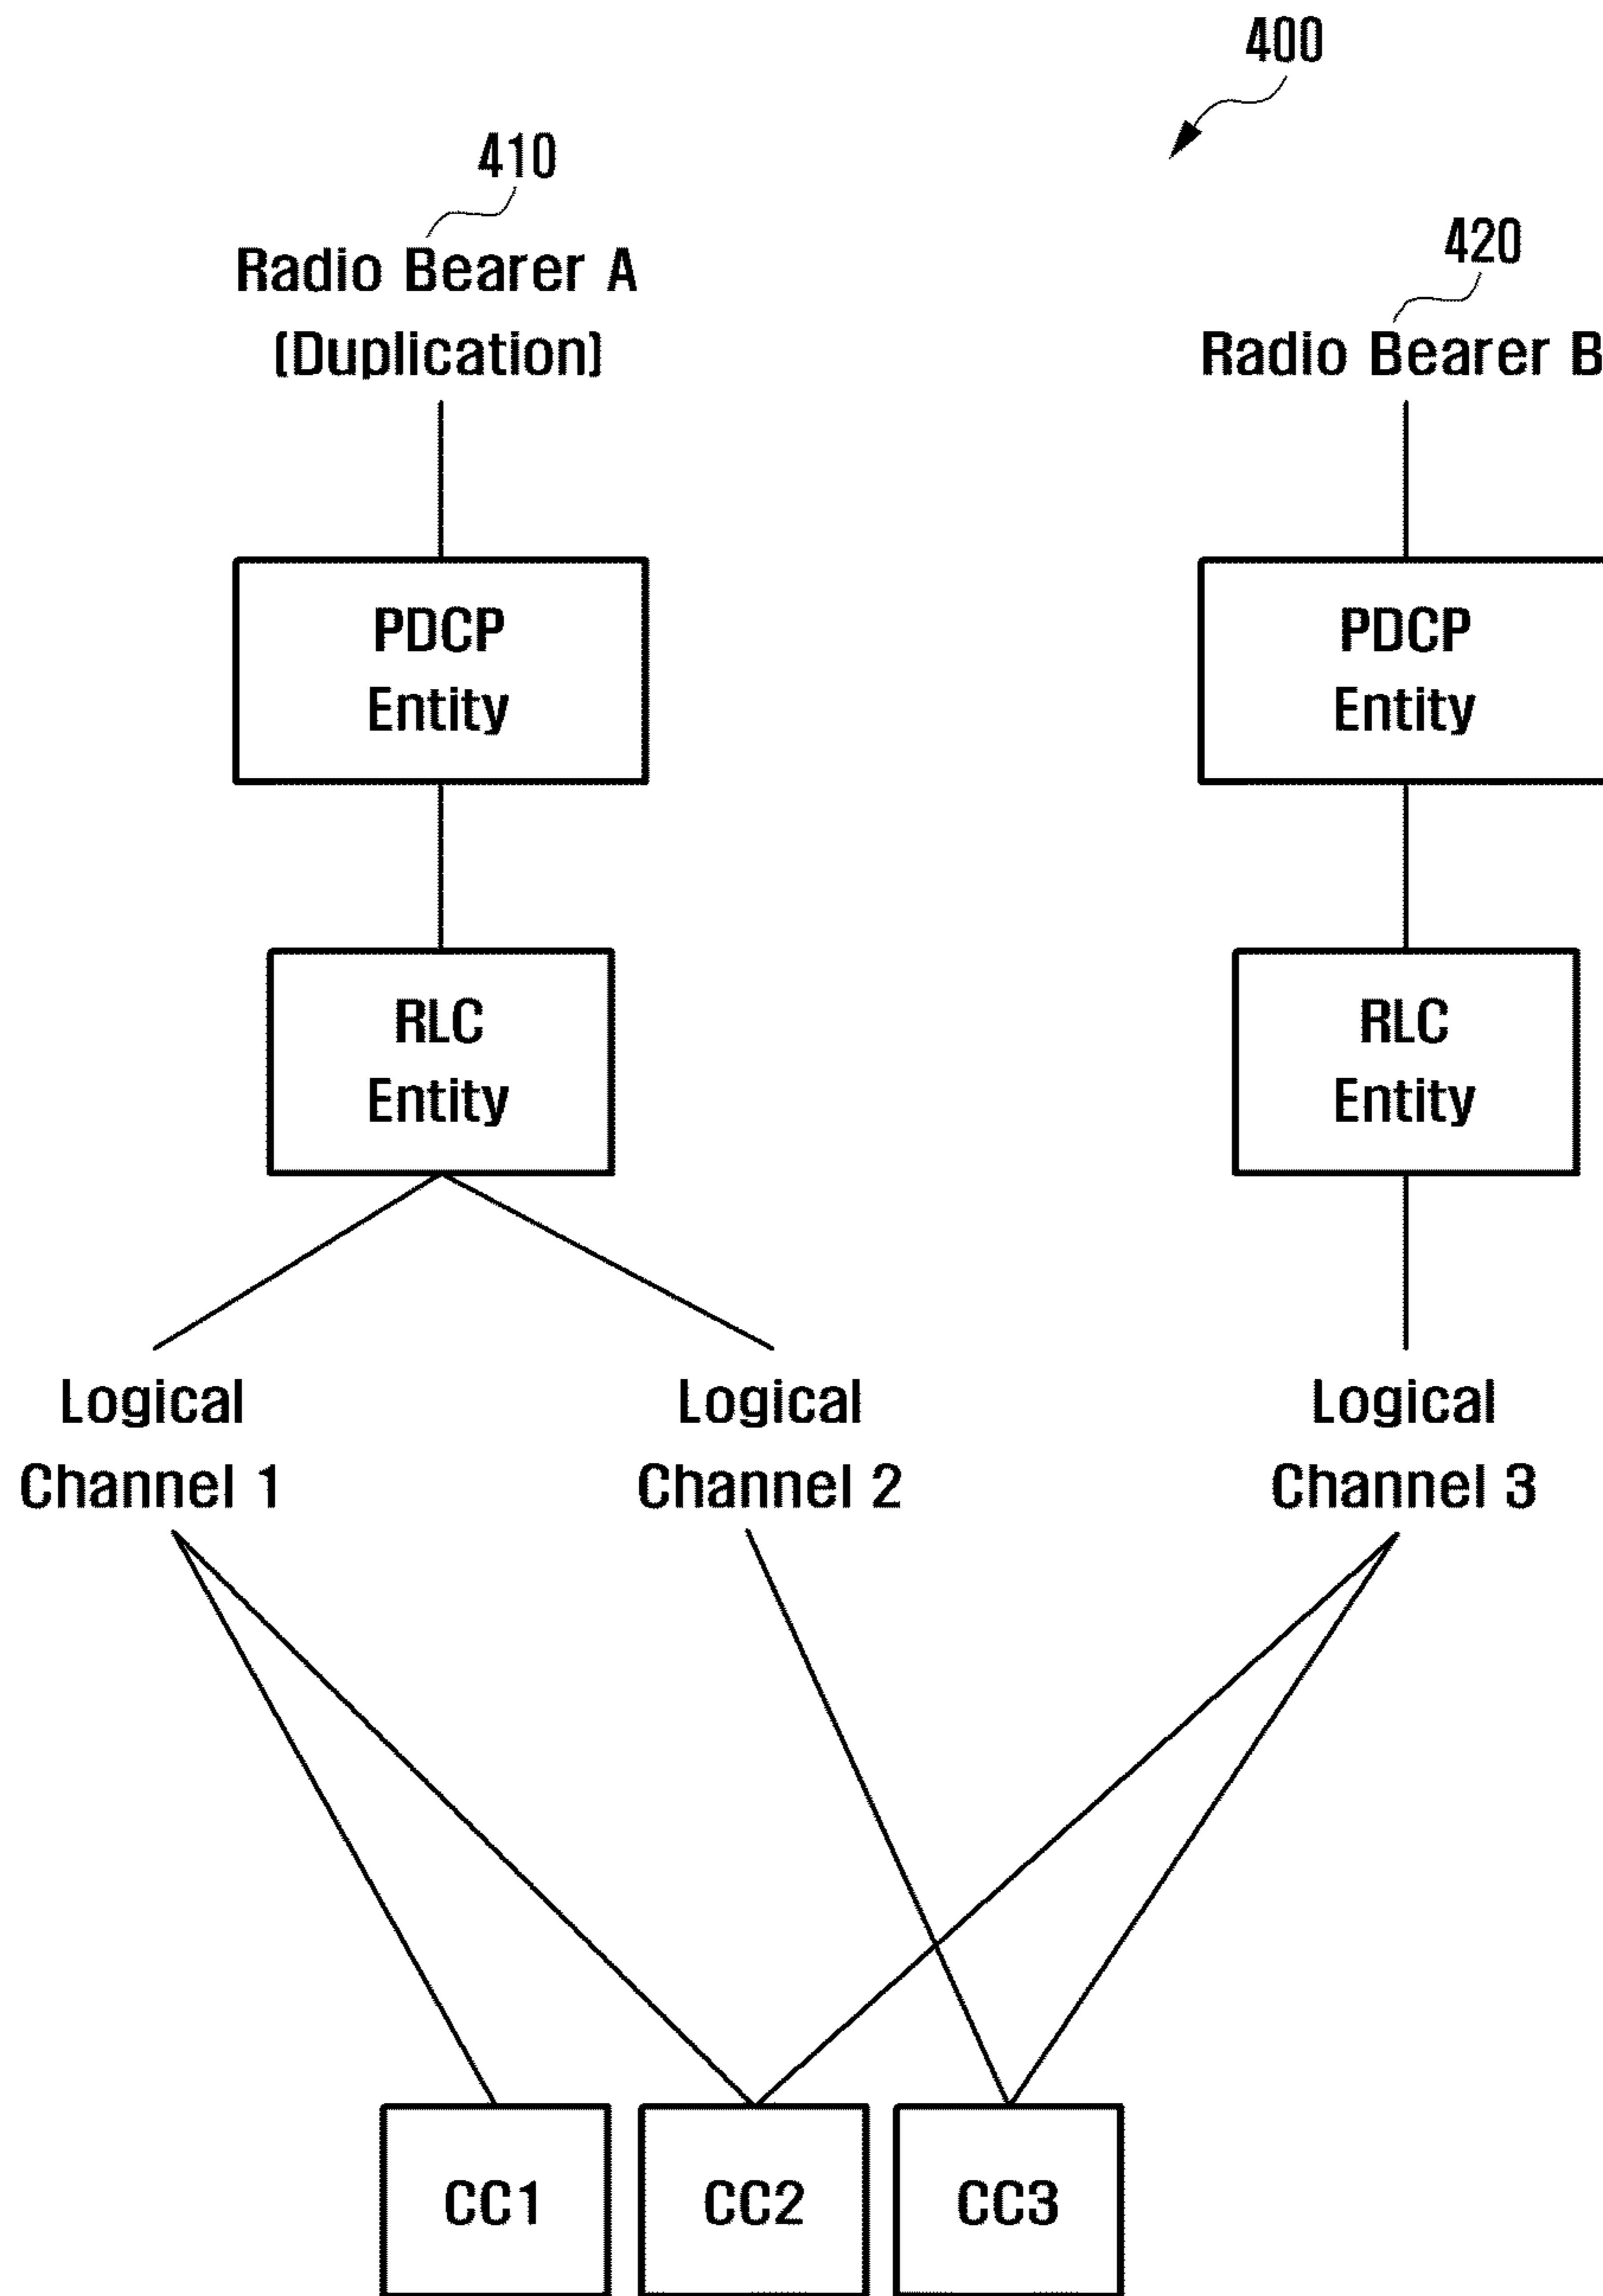 400
410
Radio Bearer A
(Duplication)
420
Radio Bearer B
PDCP
Entity
PDCP
Entity
RLC
Entity
RLC
Entity
Logical
Channel 1
Logical
Channel 2
Logical
Channel 3
CC1
CC2
CC3